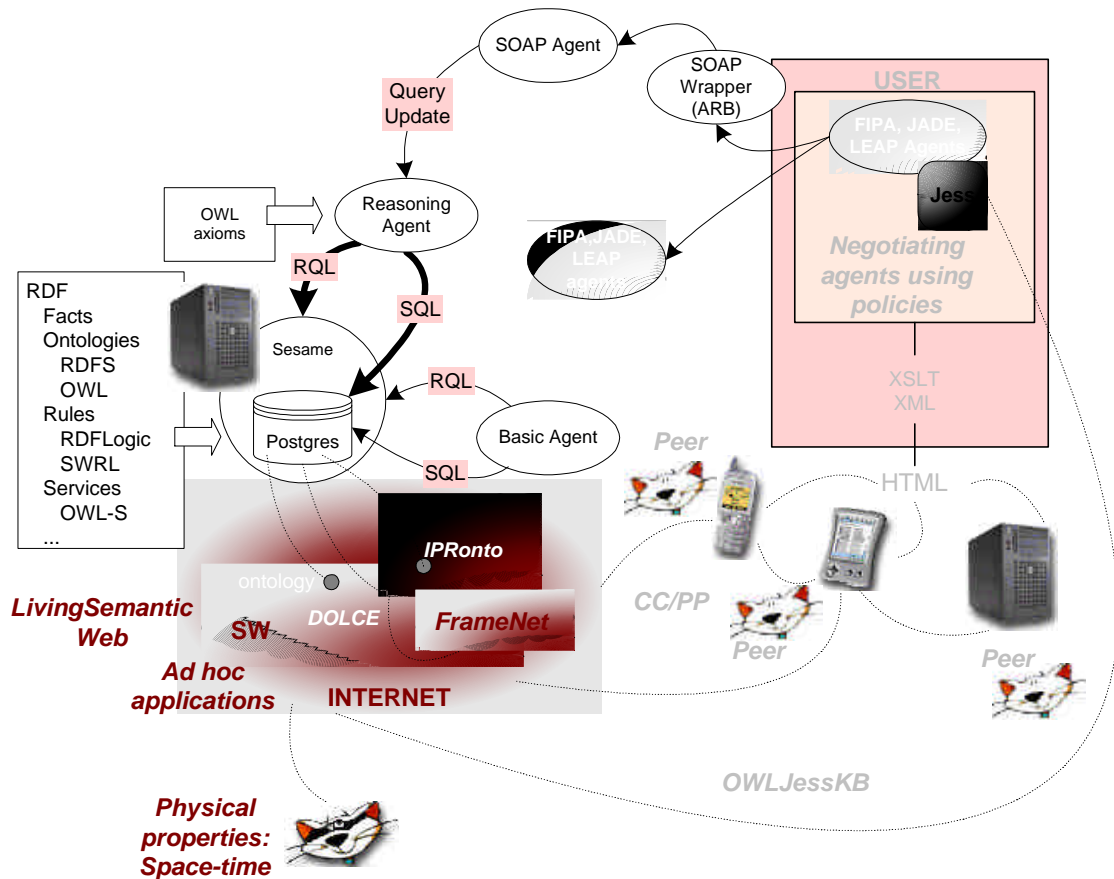 SOAP Agent
SOAP
Wrapper
(ARB)
USER
Query
Update
FIPA, JADE,
LEAP Agents
Jess
OWL
axioms
Reasoning
Agent
FIPA,JADE,
LEAP
agents
Negotiating
agents using
policies
RQL
SQL
RDF
Facts
Ontologies
RDFS
OWL
Rules
RDFLogic
SWRL
Services
OWL-S
...
Sesame
Postgres
RQL
SQL
Basic Agent
XSLT
XML
HTML
Peer
IPRonto
ontology
DOLCE
SW
FrameNet
LivingSemantic
Web
Ad hoc
applications
INTERNET
CC/PP
Peer
Peer
OWLJessKB
Physical
properties:
Space-time